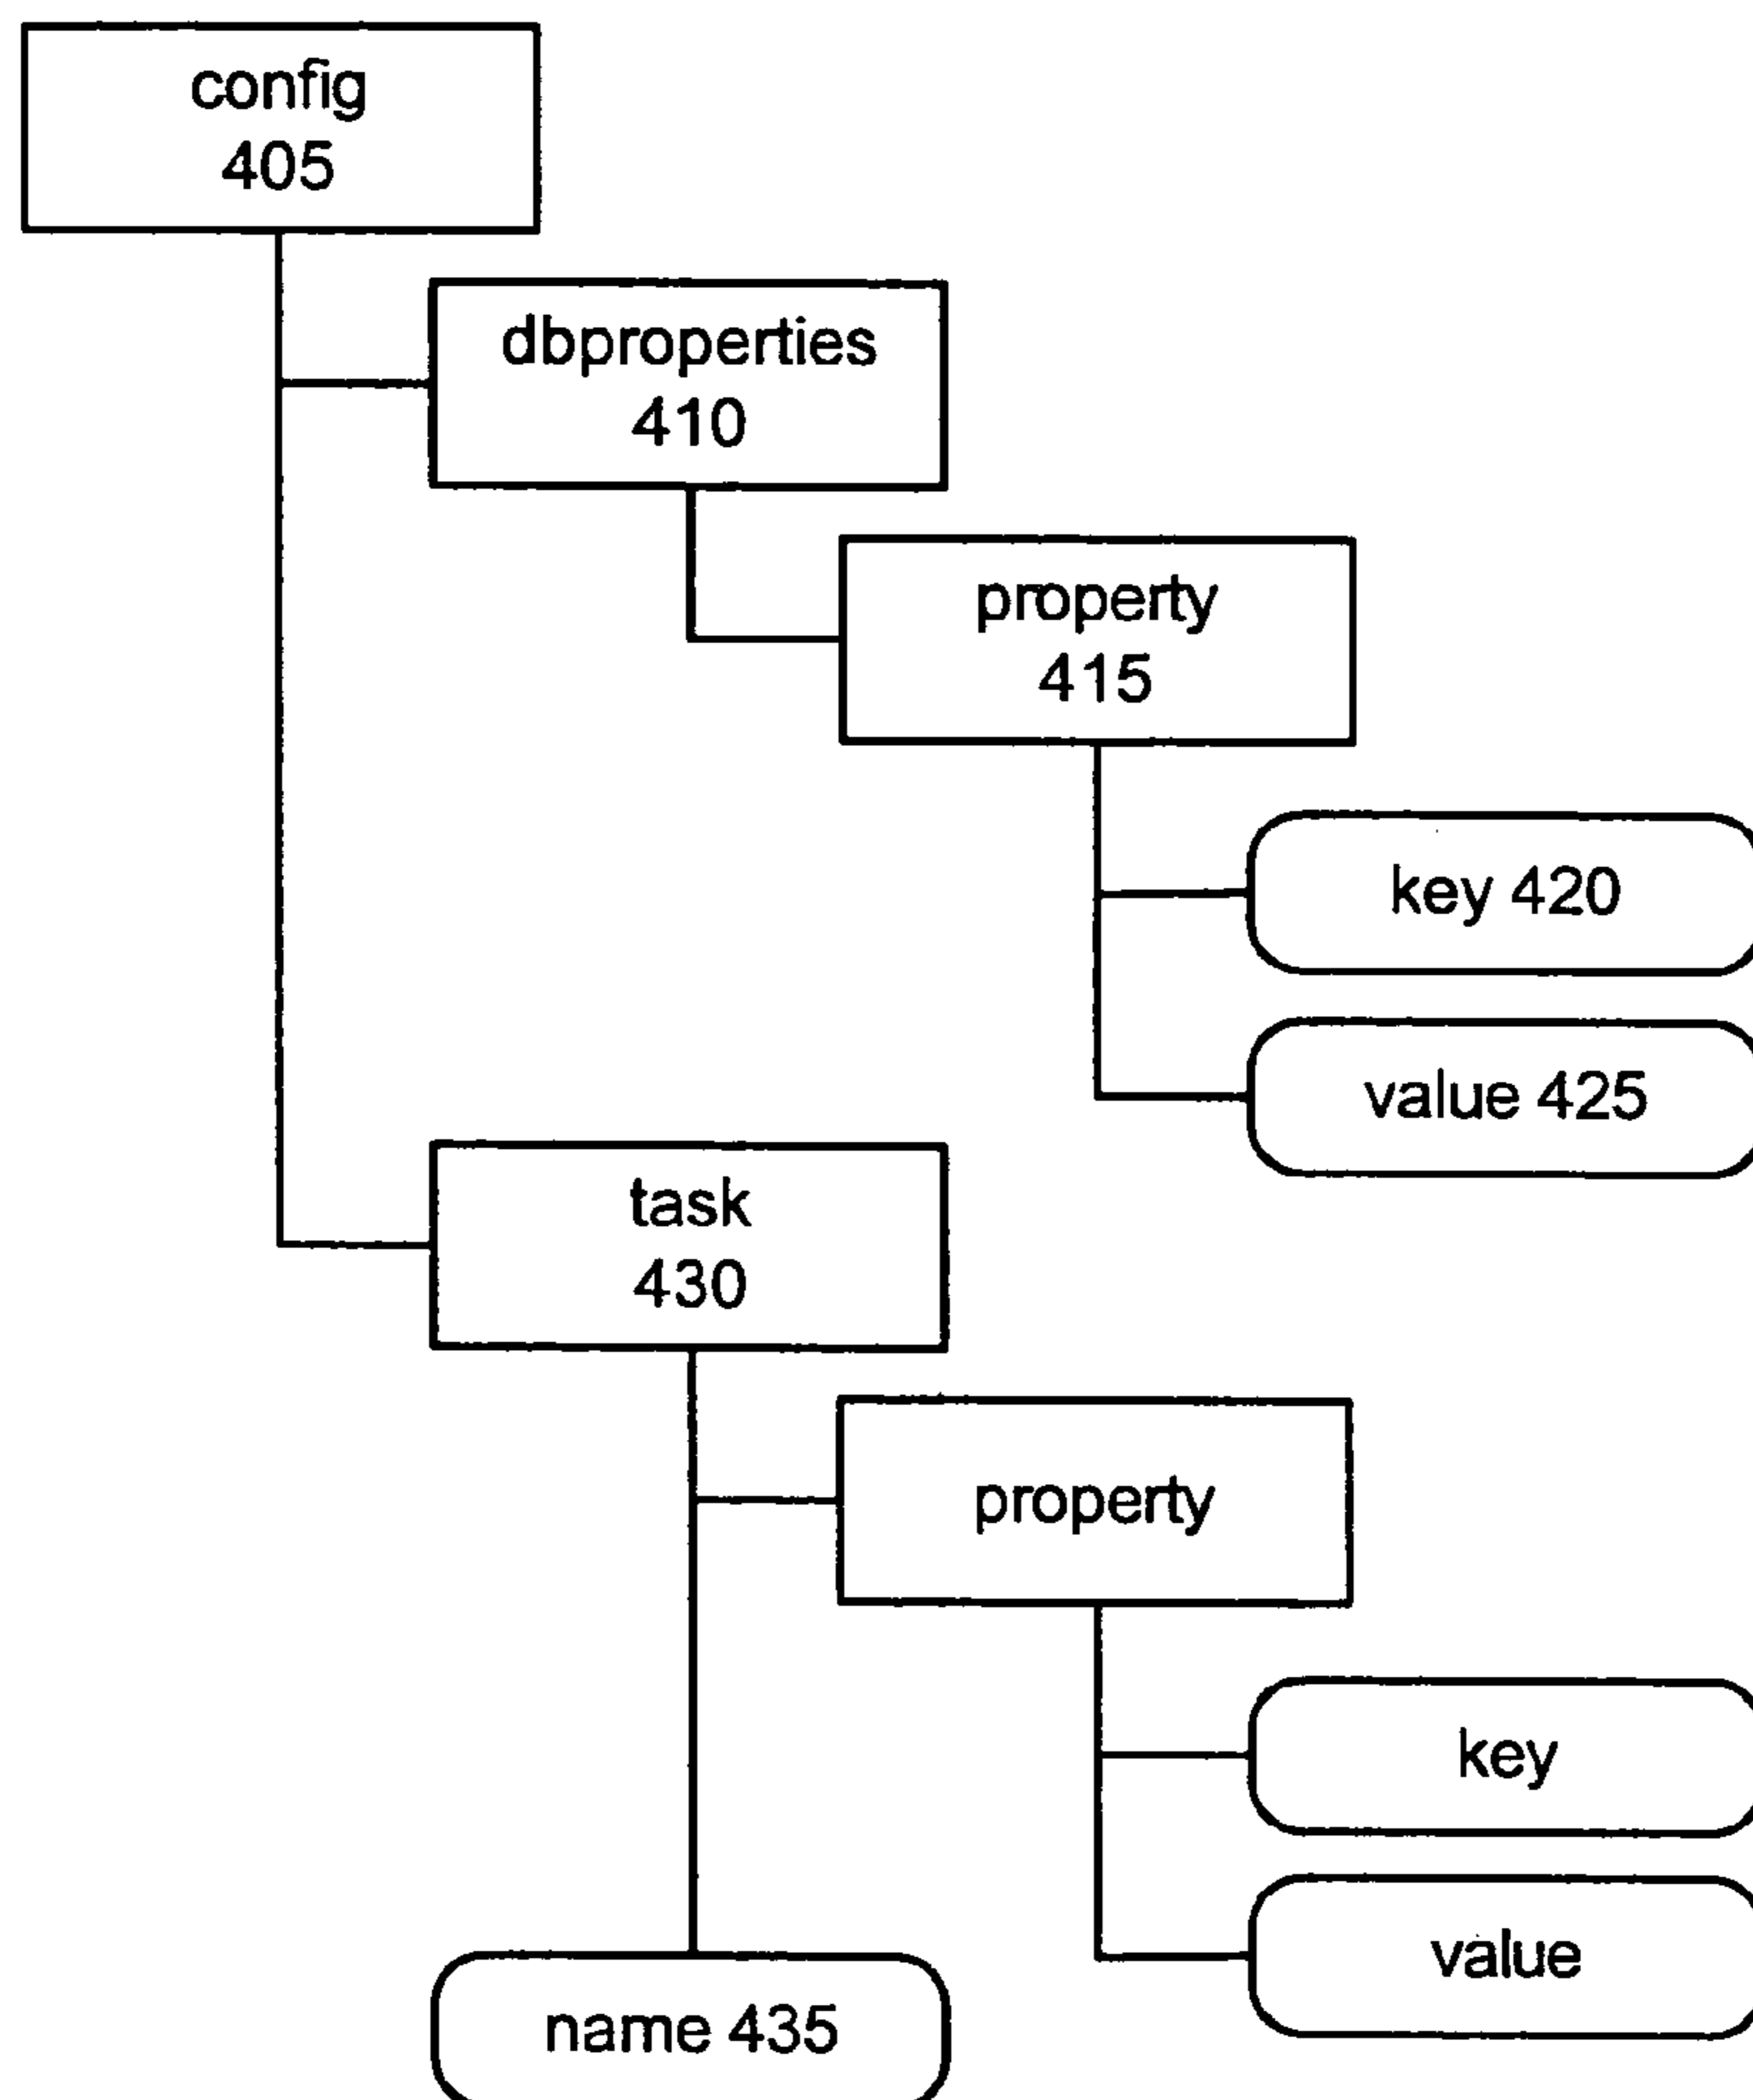 config
405
dbproperties
410
property
415
key 420
value 425
task
430
property
key
value
name 435